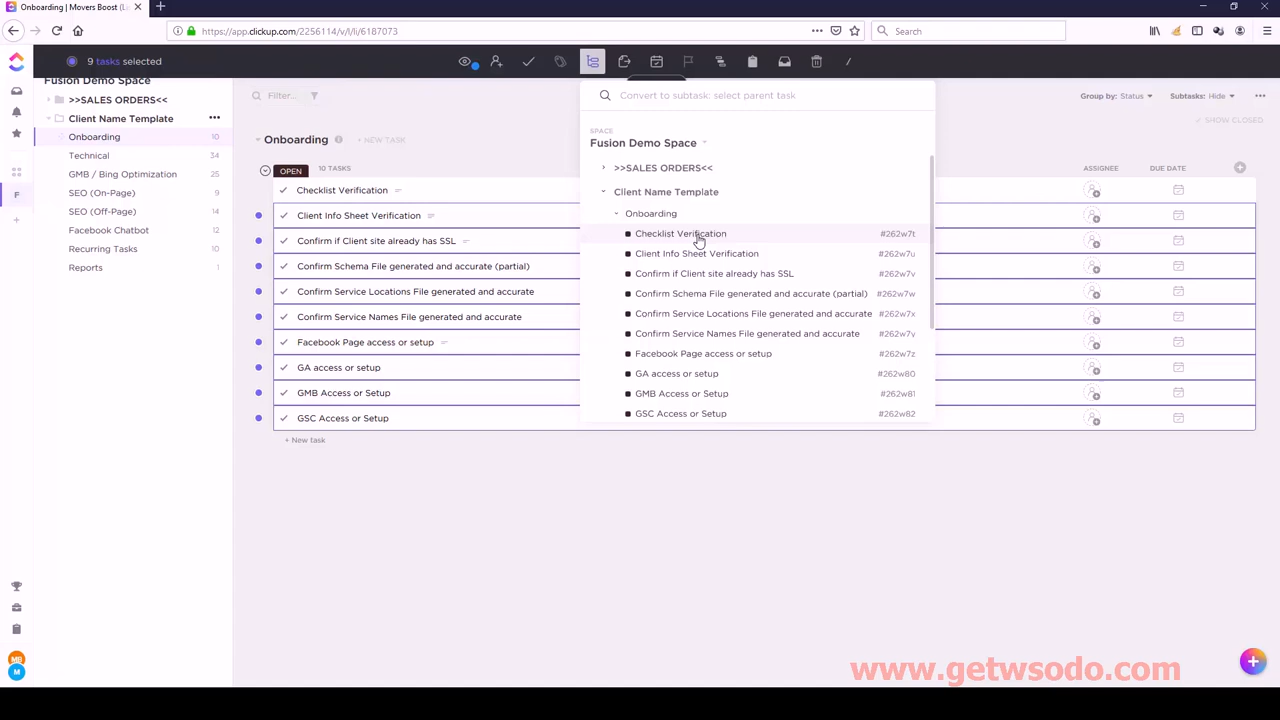 Onboarding | Movers Boost (Li
https://app.clickup.com/2256114/v/l/li/6187073
Search
9 tasks selected
Fusion Demo Space
>>SALES ORDERS<<
Client Name Template
Onboarding 10
Technical 34
GMB / Bing Optimization 25
SEO (On-Page) 9
SEO (Off-Page) 12
Facebook Chatbot 22
Recurring Tasks 10
Reports 8
F
MB
M
Filter...
Group by: Status
Subtasks: Hide
SHOW CLOSED
Onboarding
+ NEW TASK
OPEN 10 TASKS ASSIGNEE DUE DATE
Checklist Verification
Client Info Sheet Verification
Confirm if Client site already has SSL
Confirm Schema File generated and accurate (partial)
Confirm Service Locations File generated and accurate
Confirm Service Names File generated and accurate
Facebook Page access or setup
GA access or setup
GMB Access or Setup
GSC Access or Setup
+ New task
Convert to subtask: select parent task
SPACE
Fusion Demo Space
>>SALES ORDERS<<
Client Name Template
Onboarding
Checklist Verification #262w7t
Client Info Sheet Verification #262w7u
Confirm if Client site already has SSL #262w7v
Confirm Schema File generated and accurate (partial) #262w7w
Confirm Service Locations File generated and accurate #262w7x
Confirm Service Names File generated and accurate #262w7y
Facebook Page access or setup #262w7z
GA access or setup #262w80
GMB Access or Setup #262w81
GSC Access or Setup #262w82
www.getwsodo.com